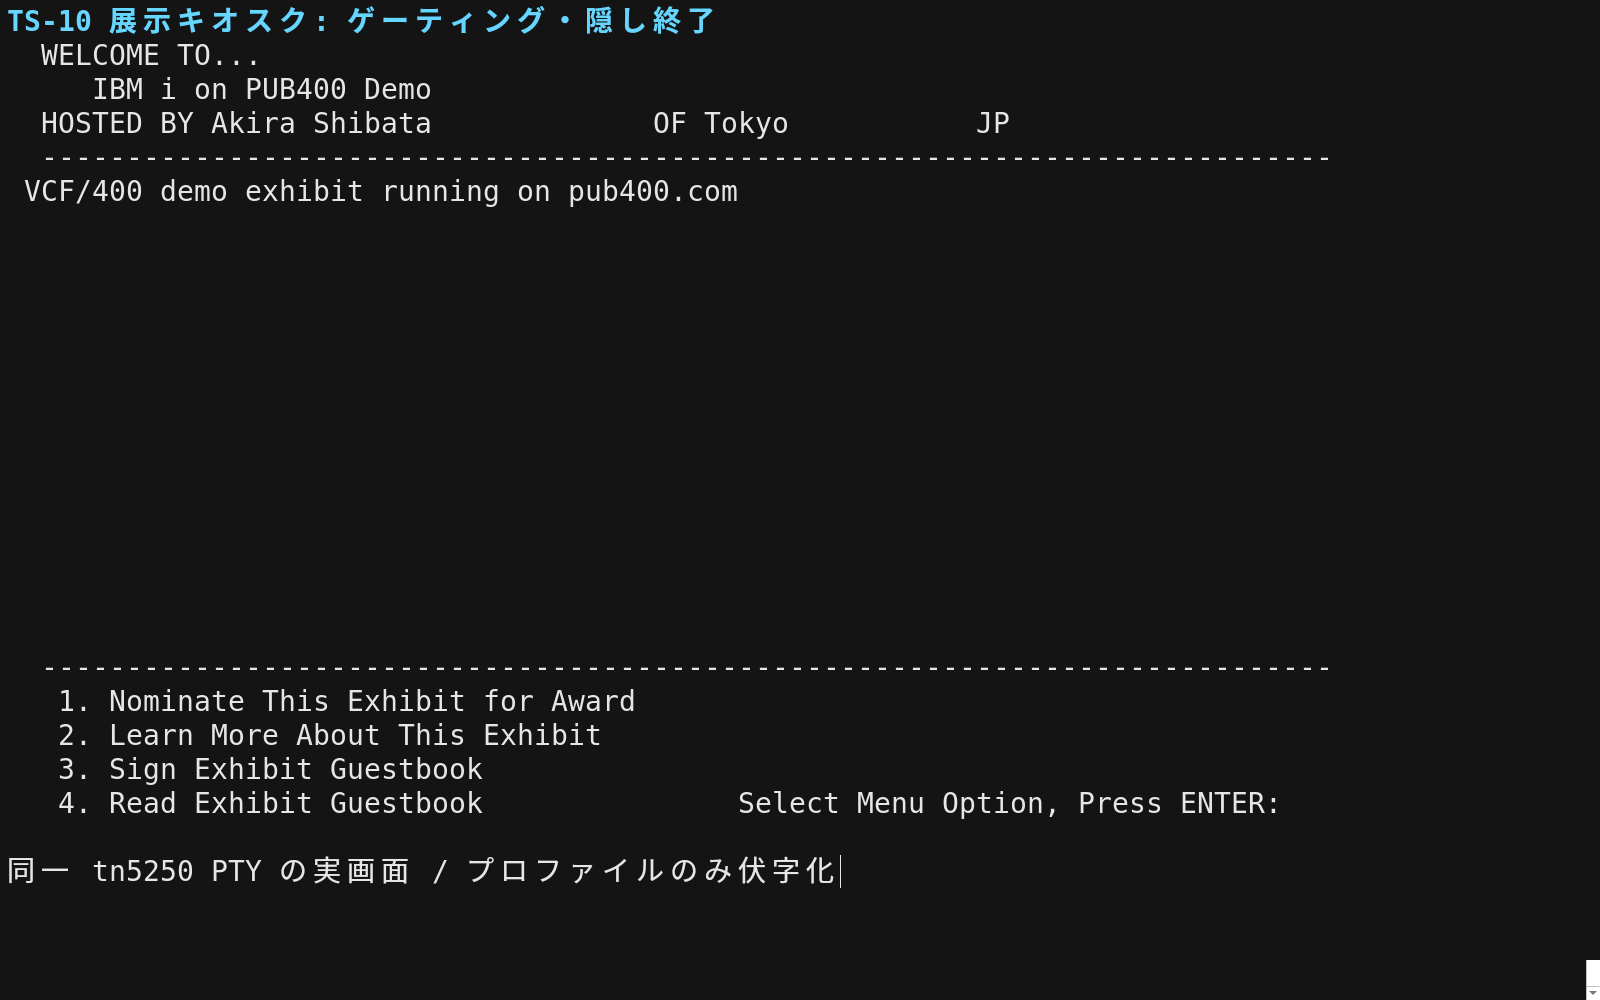 TS-10 展示キオスク: ゲーティング・隠し終了
WELCOME TO...
IBM i on PUB400 Demo
HOSTED BY Akira Shibata OF Tokyo JP
----------------------------------------------------------------------------
VCF/400 demo exhibit running on pub400.com
----------------------------------------------------------------------------
1. Nominate This Exhibit for Award
2. Learn More About This Exhibit
3. Sign Exhibit Guestbook
4. Read Exhibit Guestbook Select Menu Option, Press ENTER:
同一 tn5250 PTY の実画面 / プロファイルのみ伏字化